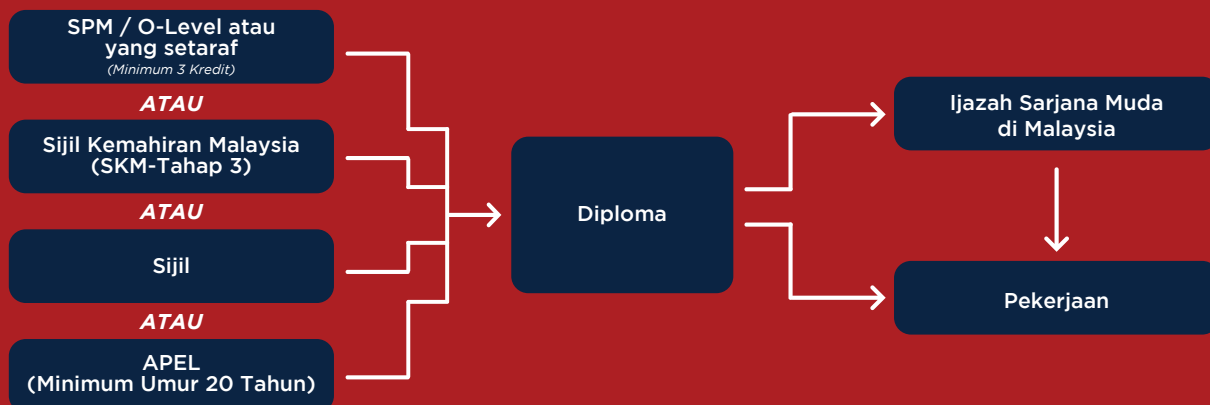 SPM / O-Level atau
yang setaraf
(Minimum 3 Kredit)
ATAU
Sijil Kemahiran Malaysia
(SKM-Tahap 3)
ATAU
Sijil
ATAU
APEL
(Minimum Umur 20 Tahun)
Diploma
Ijazah Sarjana Muda
di Malaysia
Pekerjaan